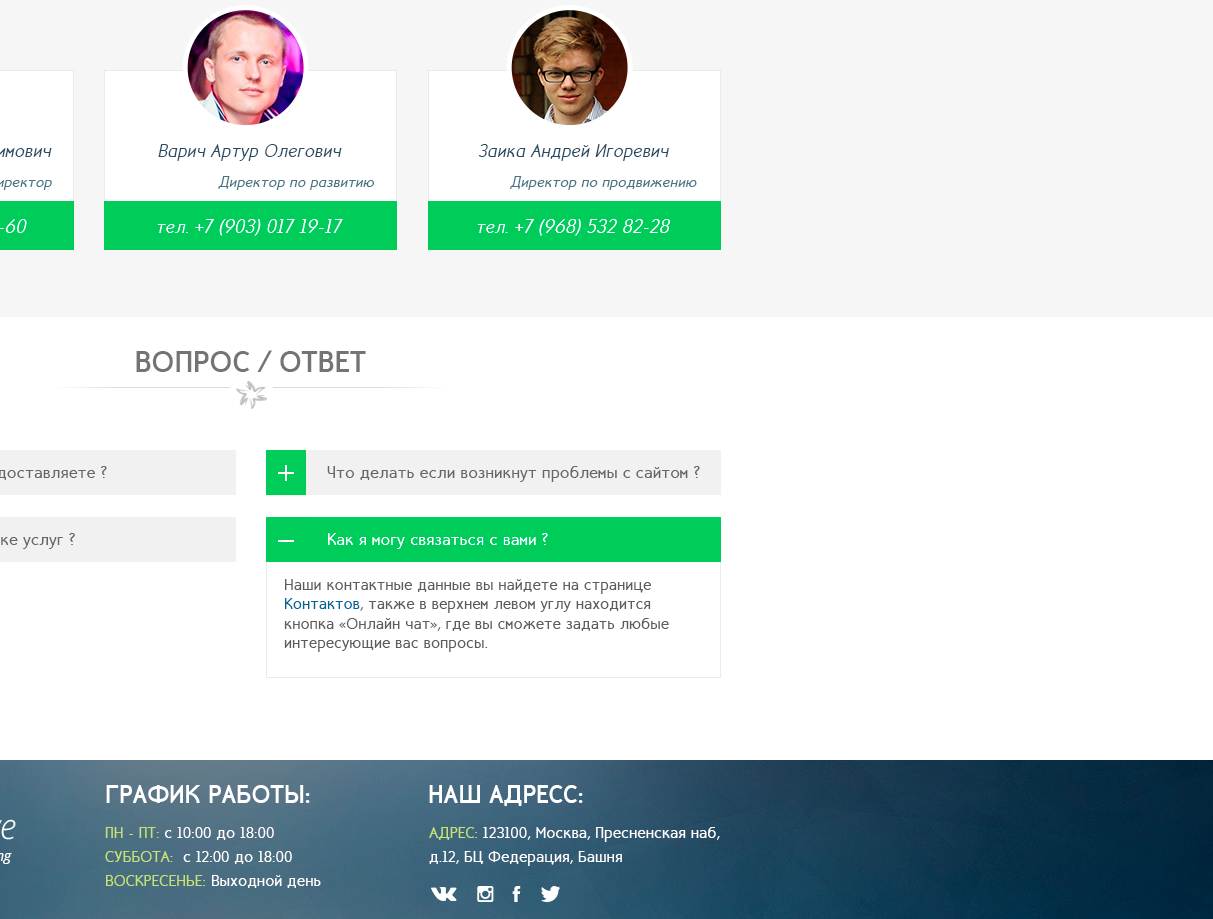 имович
иректор
-60
Варич Артур Олегович
Директор по развитию
тел. +7 (903) 017 19-17
Заика Андрей Игоревич
Директор по продвижению
тел. +7 (968) 532 82-28
ВОПРОС / ОТВЕТ
доставляете ?
ке услуг ?
Что делать если возникнут проблемы с сайтом ?
Как я могу связаться с вами ?
Наши контактные данные вы найдете на странице
Контактов, также в верхнем левом углу находится
кнопка «Онлайн чат», где вы сможете задать любые
интересующие вас вопросы.
ng
ГРАФИК РАБОТЫ:
ПН - ПТ: с 10:00 до 18:00
СУББОТА: с 12:00 до 18:00
ВОСКРЕСЕНЬЕ: Выходной день
НАШ АДРЕСС:
АДРЕС: 123100, Москва, Пресненская наб,
д.12, БЦ Федерация, Башня